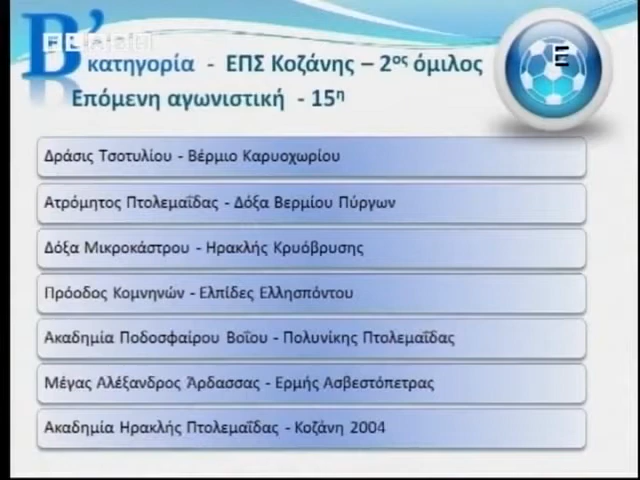 Β' κατηγορία - ΕΠΣ Κοζάνης – 2ος όμιλος
Επόμενη αγωνιστική - 15η
Ε
Δράσις Τσοτυλίου - Βέρμιο Καρυοχωρίου
Ατρόμητος Πτολεμαΐδας - Δόξα Βερμίου Πύργων
Δόξα Μικροκάστρου - Ηρακλής Κρυόβρυσης
Πρόοδος Κομνηνών - Ελπίδες Ελλησπόντου
Ακαδημία Ποδοσφαίρου Βοΐου - Πολυνίκης Πτολεμαΐδας
Μέγας Αλέξανδρος Άρδασσας - Ερμής Ασβεστόπετρας
Ακαδημία Ηρακλής Πτολεμαΐδας - Κοζάνη 2004